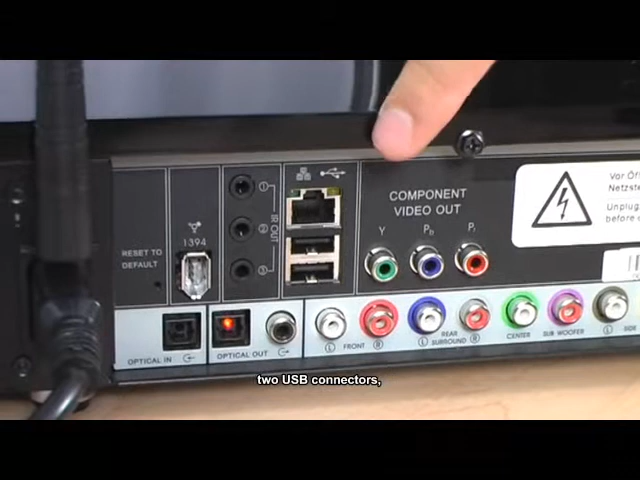 Vor Öf
Netzste
Unplug
before o
COMPONENT
VIDEO OUT
Y PB PR
1394
IR OUT
1
2
3
RESET TO
DEFAULT
OPTICAL IN
OPTICAL OUT
L FRONT R
L REAR SURROUND R
CENTER
SUB WOOFER
L SIDE
two USB connectors,